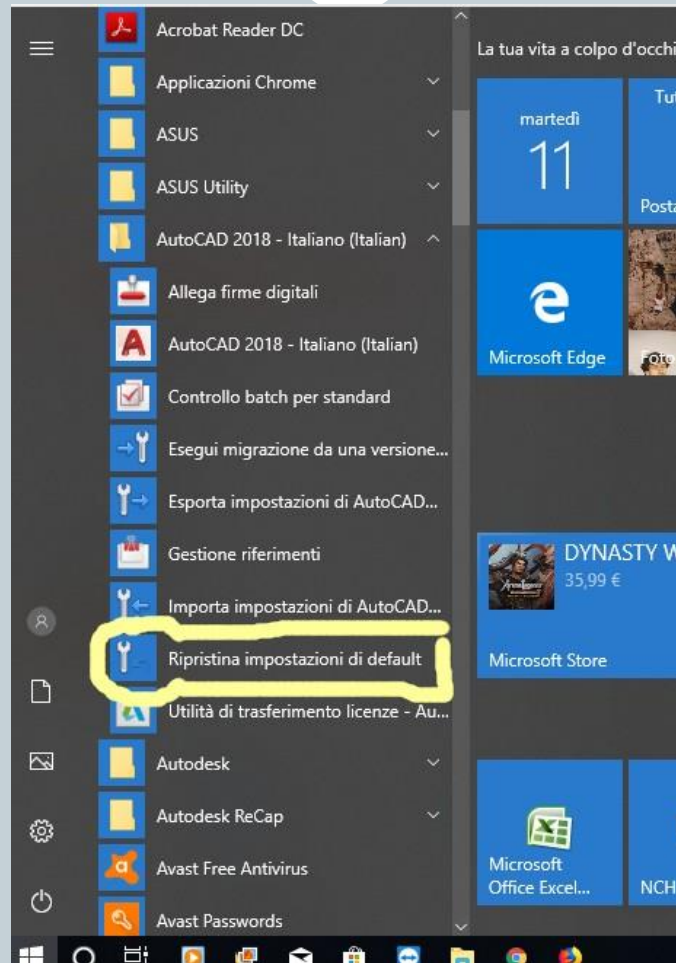 Acrobat Reader DC
Applicazioni Chrome
ASUS
ASUS Utility
AutoCAD 2018 - Italiano (Italian)
Allega firme digitali
AutoCAD 2018 - Italiano (Italian)
Controllo batch per standard
Esegui migrazione da una versione...
Esporta impostazioni di AutoCAD...
Gestione riferimenti
Importa impostazioni di AutoCAD...
Ripristina impostazioni di default
Utilità di trasferimento licenze - Au...
Autodesk
Autodesk ReCap
Avast Free Antivirus
Avast Passwords
La tua vita a colpo d'occhi
martedì
11
Tut
Posta
Microsoft Edge
Foto
DYNASTY W
35,99 €
Microsoft Store
Microsoft
Office Excel...
NCH